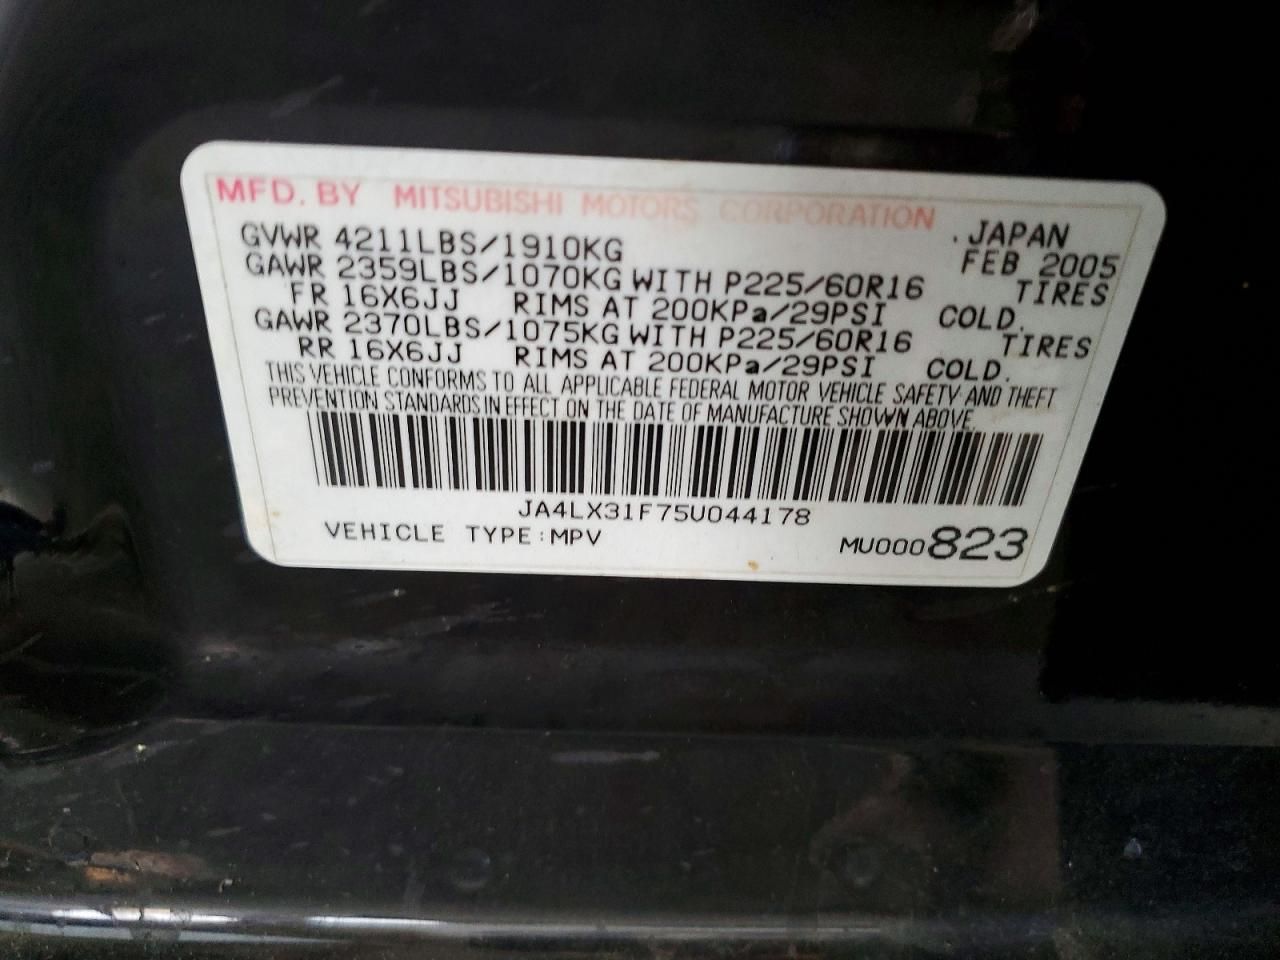 MFD. BY MITSUBISHI MOTORS CORPORATION, JAPAN
GVWR 4211LBS/1910KG FEB 2005
GAWR 2359LBS/1070KG WITH P225/60R16 TIRES
FR 16X6JJ RIMS AT 200KPa/29PSI COLD.
GAWR 2370LBS/1075KG WITH P225/60R16 TIRES
RR 16X6JJ RIMS AT 200KPa/29PSI COLD.
THIS VEHICLE CONFORMS TO ALL APPLICABLE FEDERAL MOTOR VEHICLE SAFETY AND THEFT
PREVENTION STANDARDS IN EFFECT ON THE DATE OF MANUFACTURE SHOWN ABOVE.
JA4LX31F75U044178
VEHICLE TYPE:MPV MU000823